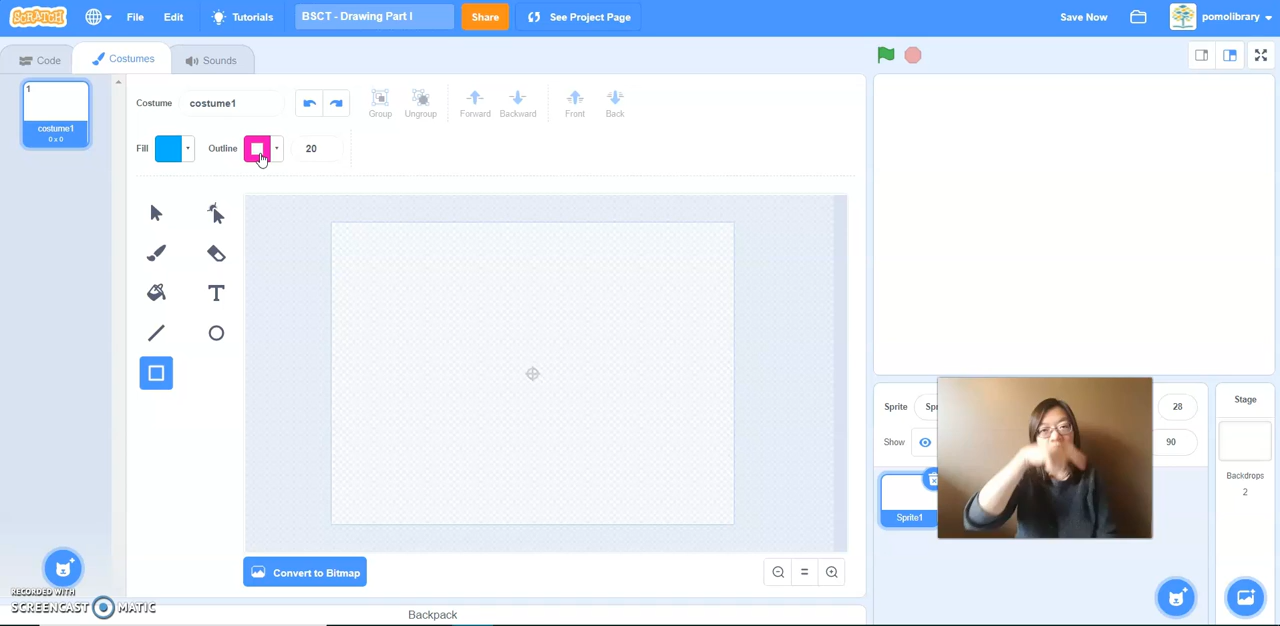 SCRATCH File Edit Tutorials BSCT - Drawing Part I Share See Project Page Save Now pomolibrary
Code Costumes Sounds
1
costume1
0 x 0
Costume costume1 Group Ungroup Forward Backward Front Back
Fill Outline 20
T
Convert to Bitmap
Backpack
Sprite Spr 28
Show 90
Sprite1
Stage
Backdrops
2
RECORDED WITH
SCREENCAST MATIC